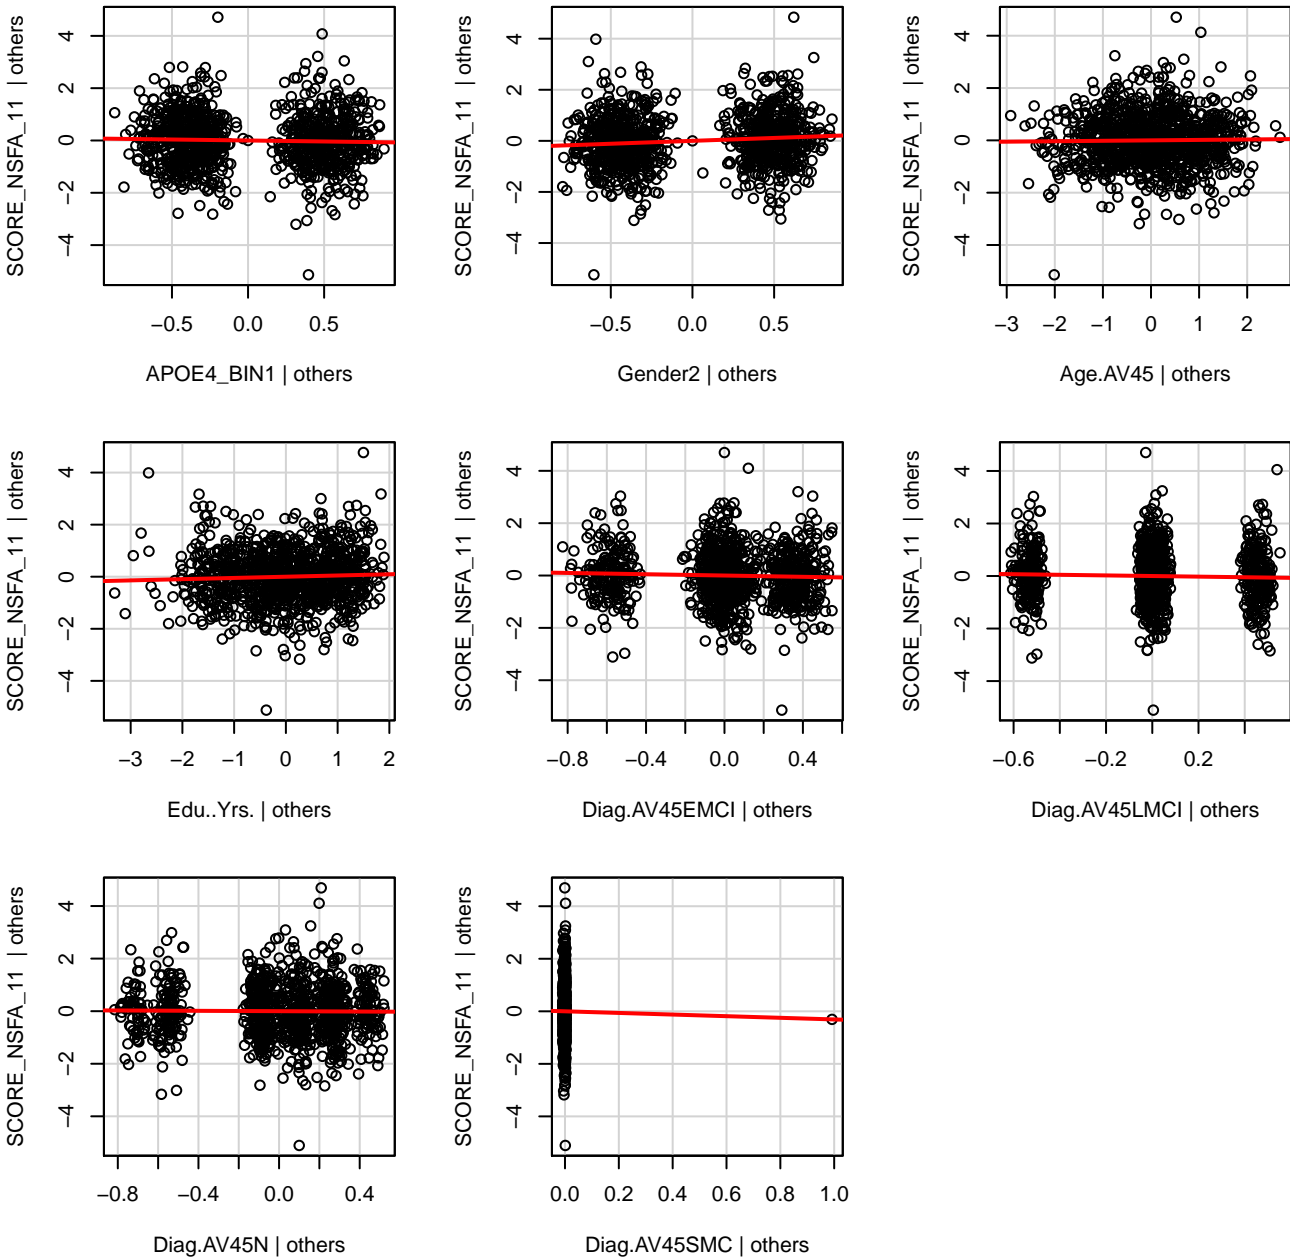 SCORE_NSFA_11 | others
4
2
0
−2
−4
−0.5 0.0 0.5
APOE4_BIN1 | others
SCORE_NSFA_11 | others
4
2
0
−2
−4
−0.5 0.0 0.5
Gender2 | others
SCORE_NSFA_11 | others
4
2
0
−2
−4
−3 −2 −1 0 1 2
Age.AV45 | others
SCORE_NSFA_11 | others
4
2
0
−2
−4
−3 −2 −1 0 1 2
Edu..Yrs. | others
SCORE_NSFA_11 | others
4
2
0
−2
−4
−0.8 −0.4 0.0 0.4
Diag.AV45EMCI | others
SCORE_NSFA_11 | others
4
2
0
−2
−4
−0.6 −0.2 0.2
Diag.AV45LMCI | others
SCORE_NSFA_11 | others
4
2
0
−2
−4
−0.8 −0.4 0.0 0.4
Diag.AV45N | others
SCORE_NSFA_11 | others
4
2
0
−2
−4
0.0 0.2 0.4 0.6 0.8 1.0
Diag.AV45SMC | others